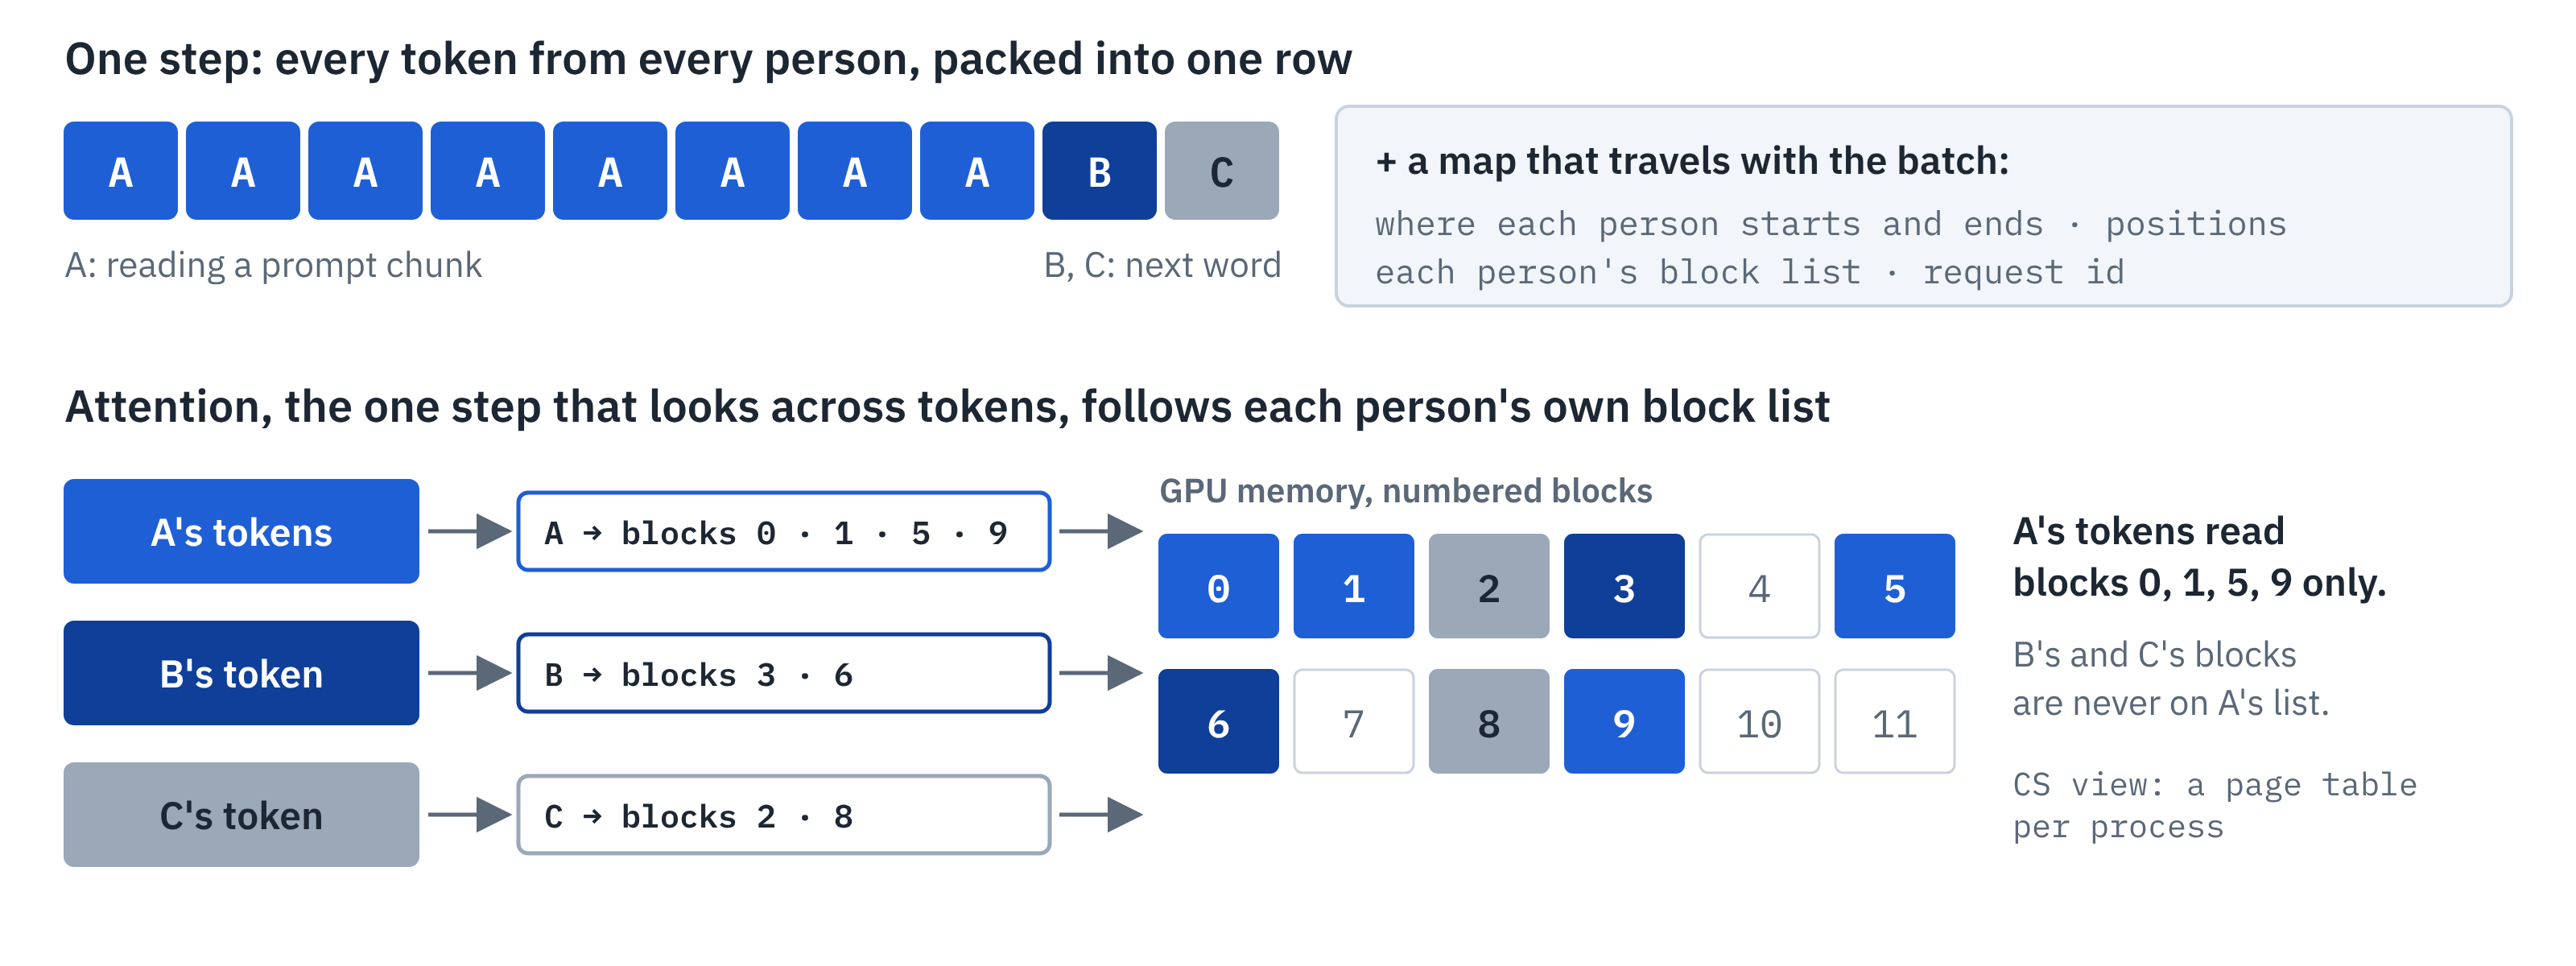 One step: every token from every person, packed into one row
A A A A A A A A B C
A: reading a prompt chunk
B, C: next word
+ a map that travels with the batch:
where each person starts and ends · positions
each person's block list · request id
Attention, the one step that looks across tokens, follows each person's own block list
A's tokens
A → blocks 0 · 1 · 5 · 9
B's token
B → blocks 3 · 6
C's token
C → blocks 2 · 8
GPU memory, numbered blocks
0 1 2 3 4 5
6 7 8 9 10 11
A's tokens read
blocks 0, 1, 5, 9 only.
B's and C's blocks
are never on A's list.
CS view: a page table
per process